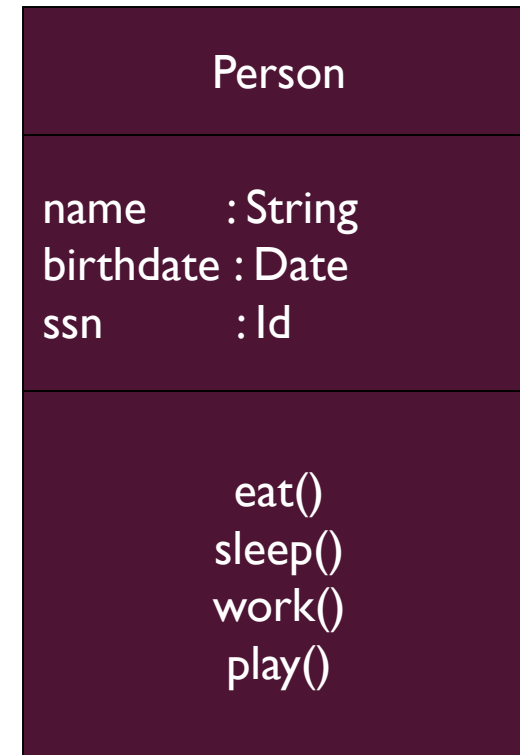 Person
name : String
birthdate : Date
ssn : Id
eat()
sleep()
work()
play()